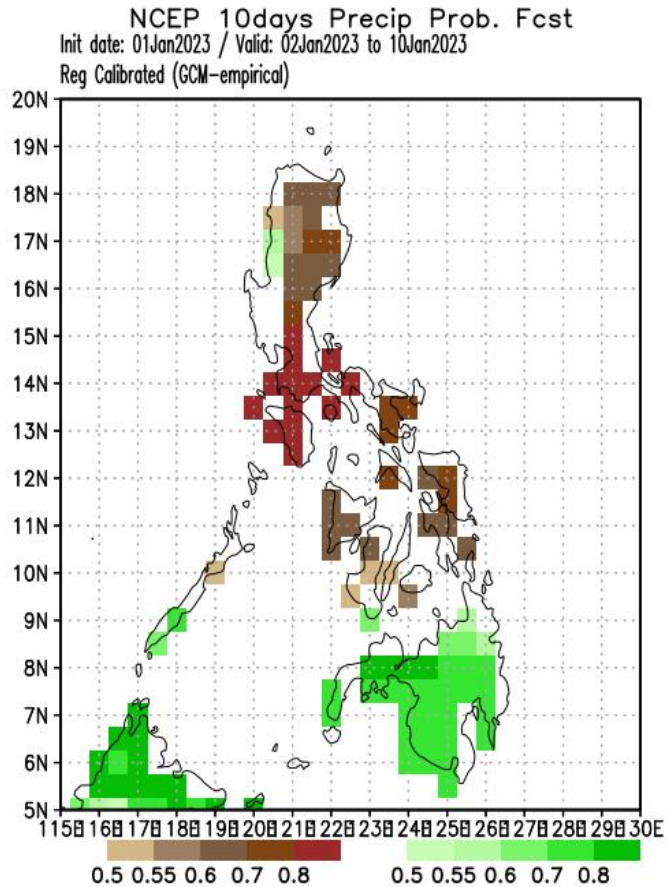 NCEP 10days Precip Prob. Fcst
Init date: 01Jan2023 / Valid: 02Jan2023 to 10Jan2023
Reg Calibrated (GCM-empirical)
20N
19N
18N
17N
16N
15N
14N
13N
12N
11N
10N
9N
8N
7N
6N
5N
115E 116E 117E 118E 119E 120E 121E 122E 123E 124E 125E 126E 127E 128E 129E 130E
0.5 0.55 0.6 0.7 0.8 0.5 0.55 0.6 0.7 0.8